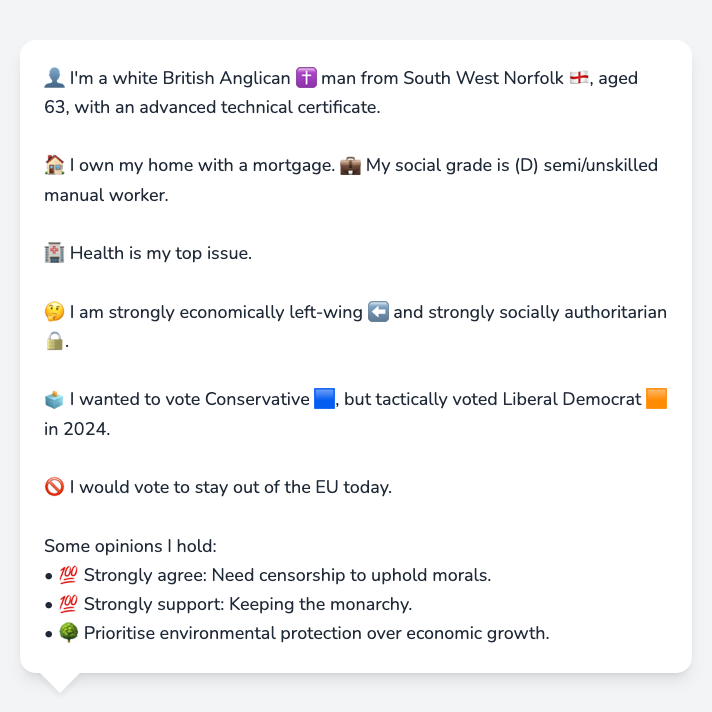 👤 I'm a white British Anglican ✝️ man from South West Norfolk 🏴󠁧󠁢󠁥󠁮󠁧󠁿, aged
63, with an advanced technical certificate.
🏠 I own my home with a mortgage. 💼 My social grade is (D) semi/unskilled
manual worker.
🏥 Health is my top issue.
🤔 I am strongly economically left-wing ⬅️ and strongly socially authoritarian
🔒.
🗳️ I wanted to vote Conservative 🟦, but tactically voted Liberal Democrat 🟧
in 2024.
🚫 I would vote to stay out of the EU today.
Some opinions I hold:
• 💯 Strongly agree: Need censorship to uphold morals.
• 💯 Strongly support: Keeping the monarchy.
• 🌳 Prioritise environmental protection over economic growth.